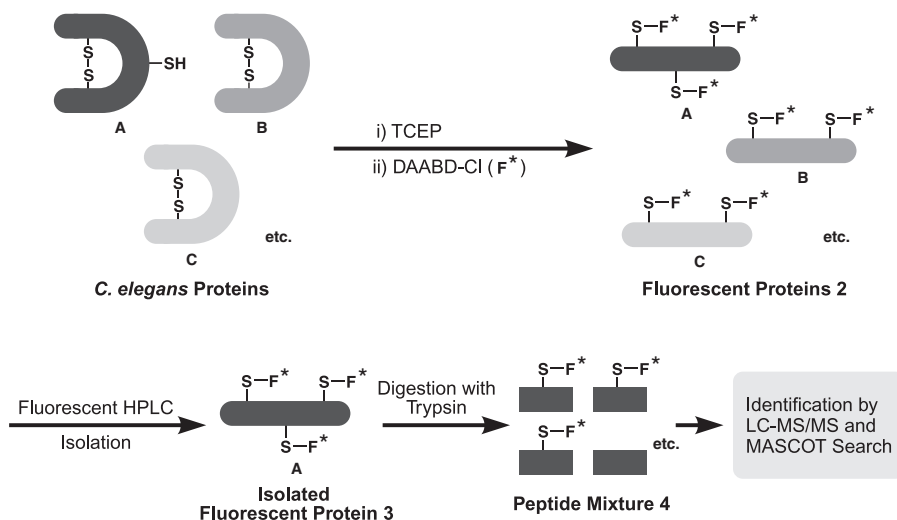 S
S
SH
A
S
S
B
S
S
C
etc.
C. elegans Proteins
i) TCEP
ii) DAABD-Cl (F*)
S–F*
S–F*
S–F*
A
S–F*
S–F*
B
S–F*
S–F*
C
etc.
Fluorescent Proteins 2
Fluorescent HPLC
Isolation
S–F*
S–F*
S–F*
A
Isolated
Fluorescent Protein 3
Digestion with
Trypsin
S–F*
S–F*
S–F*
etc.
Peptide Mixture 4
Identification by
LC-MS/MS and
MASCOT Search